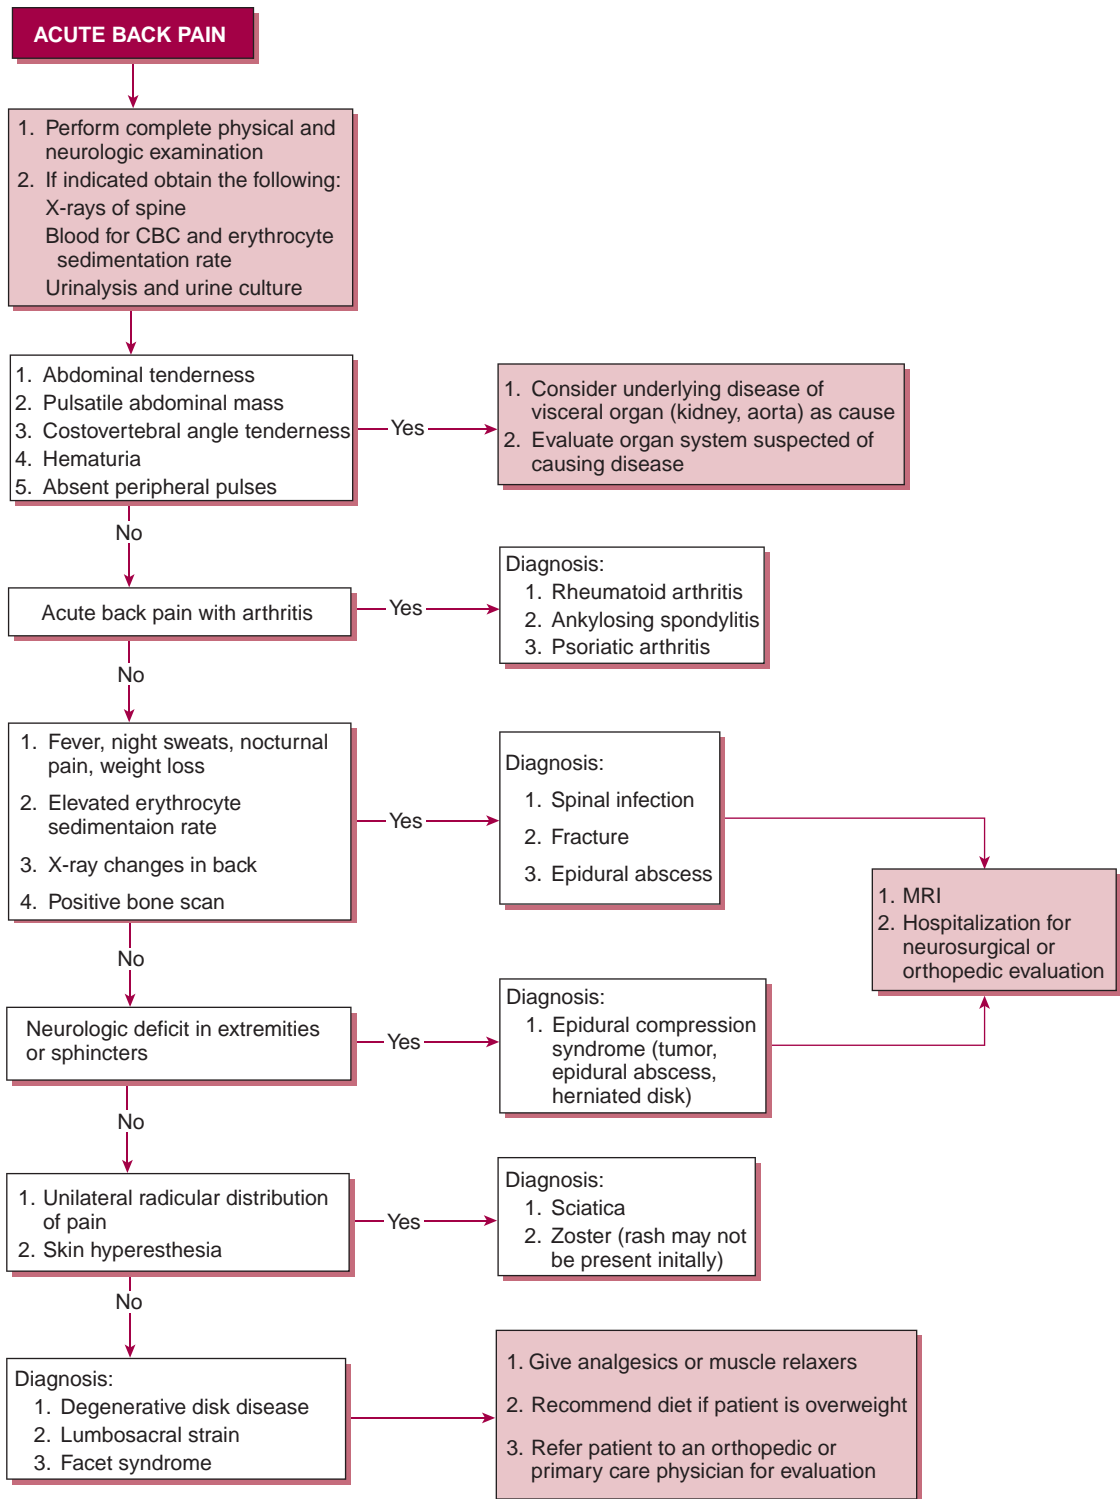 ACUTE BACK PAIN
1. Perform complete physical and
neurologic examination
2. If indicated obtain the following:
X-rays of spine
Blood for CBC and erythrocyte
sedimentation rate
Urinalysis and urine culture
1. Abdominal tenderness
2. Pulsatile abdominal mass
3. Costovertebral angle tenderness
4. Hematuria
5. Absent peripheral pulses
Yes
1. Consider underlying disease of
visceral organ (kidney, aorta) as cause
2. Evaluate organ system suspected of
causing disease
No
Acute back pain with arthritis
Yes
Diagnosis:
1. Rheumatoid arthritis
2. Ankylosing spondylitis
3. Psoriatic arthritis
No
1. Fever, night sweats, nocturnal
pain, weight loss
2. Elevated erythrocyte
sedimentaion rate
3. X-ray changes in back
4. Positive bone scan
Yes
Diagnosis:
1. Spinal infection
2. Fracture
3. Epidural abscess
1. MRI
2. Hospitalization for
neurosurgical or
orthopedic evaluation
No
Neurologic deficit in extremities
or sphincters
Yes
Diagnosis:
1. Epidural compression
syndrome (tumor,
epidural abscess,
herniated disk)
No
1. Unilateral radicular distribution
of pain
2. Skin hyperesthesia
Yes
Diagnosis:
1. Sciatica
2. Zoster (rash may not
be present initally)
No
Diagnosis:
1. Degenerative disk disease
2. Lumbosacral strain
3. Facet syndrome
1. Give analgesics or muscle relaxers
2. Recommend diet if patient is overweight
3. Refer patient to an orthopedic or
primary care physician for evaluation